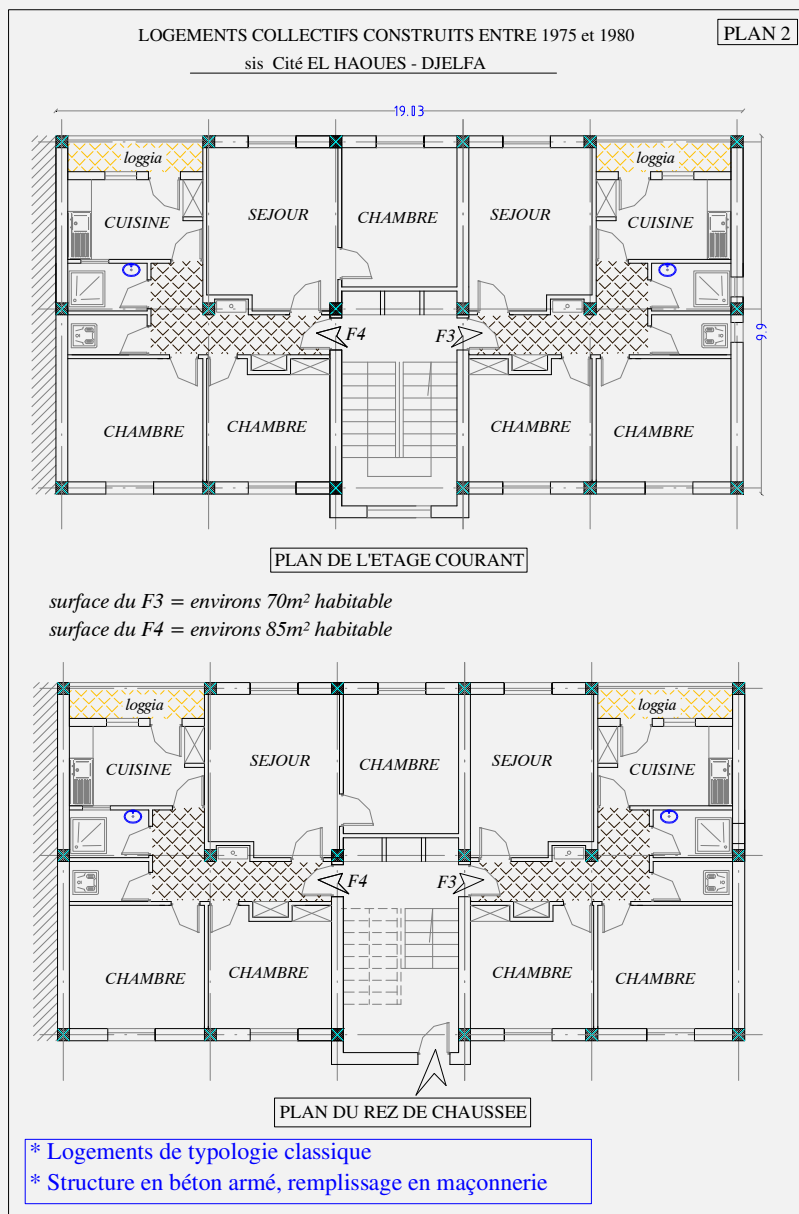 LOGEMENTS COLLECTIFS CONSTRUITS ENTRE 1975 et 1980
PLAN 2
sis Cité EL HAOUES - DJELFA
19.03
loggia
loggia
CUISINE
SEJOUR
CHAMBRE
SEJOUR
CUISINE
F4
F3
9.9
CHAMBRE
CHAMBRE
CHAMBRE
CHAMBRE
PLAN DE L'ETAGE COURANT
surface du F3 = environs 70m² habitable
surface du F4 = environs 85m² habitable
loggia
loggia
CUISINE
SEJOUR
CHAMBRE
SEJOUR
CUISINE
F4
F3
CHAMBRE
CHAMBRE
CHAMBRE
CHAMBRE
PLAN DU REZ DE CHAUSSEE
* Logements de typologie classique
* Structure en béton armé, remplissage en maçonnerie